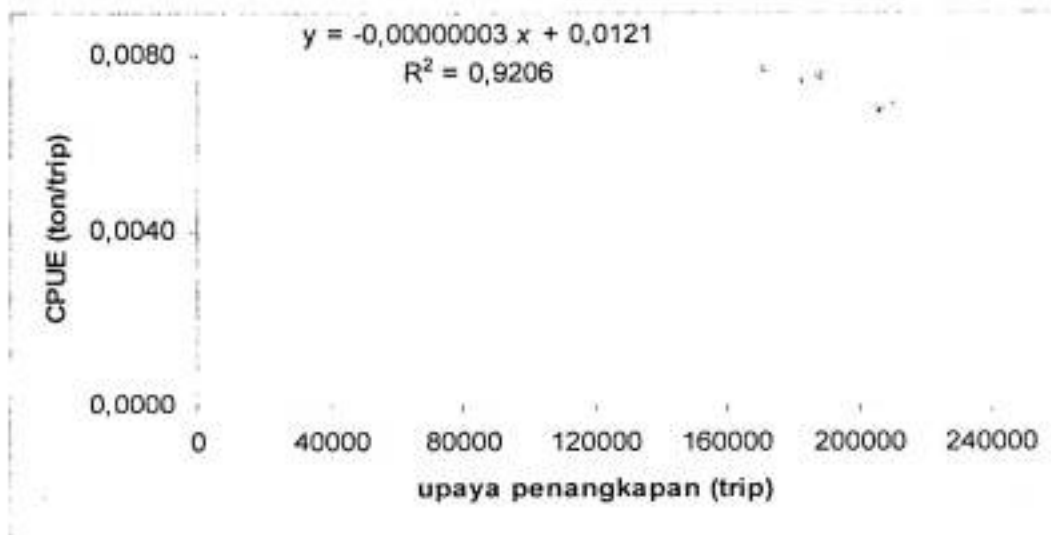 y = -0,00000003 x + 0,0121
R² = 0,9206
0,0080
0,0040
0,0000
CPUE (ton/trip)
0 40000 80000 120000 160000 200000 240000
upaya penangkapan (trip)